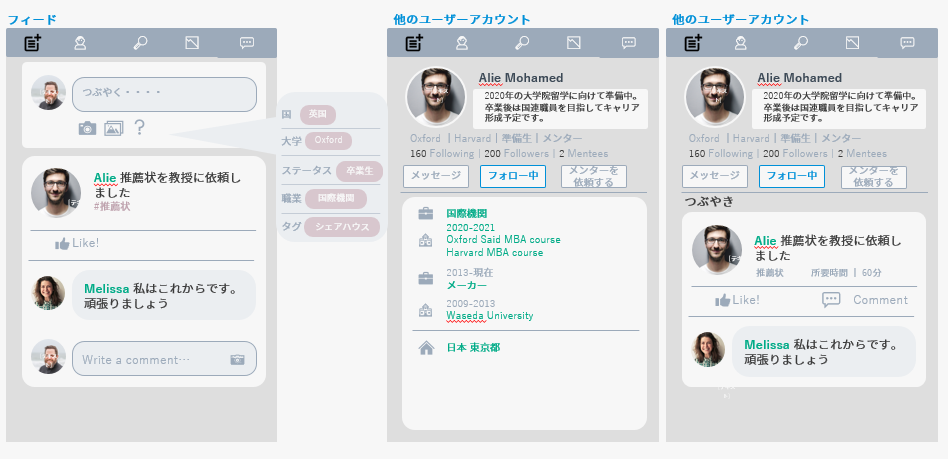 フィード
つぶやく・・・・
Alie 推薦状を教授に依頼し
ました
#推薦状
Like!
Melissa 私はこれからです。
頑張りましょう
Write a comment…
国 英国
大学 Oxford
ステータス 卒業生
職業 国際機関
タグ シェアハウス
他のユーザーアカウント
Alie Mohamed
2020年の大学院留学に向けて準備中。
卒業後は国連職員を目指してキャリア
形成予定です。
Oxford | Harvard | 準備生 | メンター
160 Following | 200 Followers | 2 Mentees
メッセージ
フォロー中
メンターを
依頼する
国際機関
2020-2021
Oxford Said MBA course
Harvard MBA course
2013-現在
メーカー
2009-2013
Waseda University
日本 東京都
他のユーザーアカウント
Alie Mohamed
2020年の大学院留学に向けて準備中。
卒業後は国連職員を目指してキャリア
形成予定です。
Oxford | Harvard | 準備生 | メンター
160 Following | 200 Followers | 2 Mentees
メッセージ
フォロー中
メンターを
依頼する
つぶやき
Alie 推薦状を教授に依頼し
ました
推薦状 所要時間 | 60分
Like!
Comment
Melissa 私はこれからです。
頑張りましょう